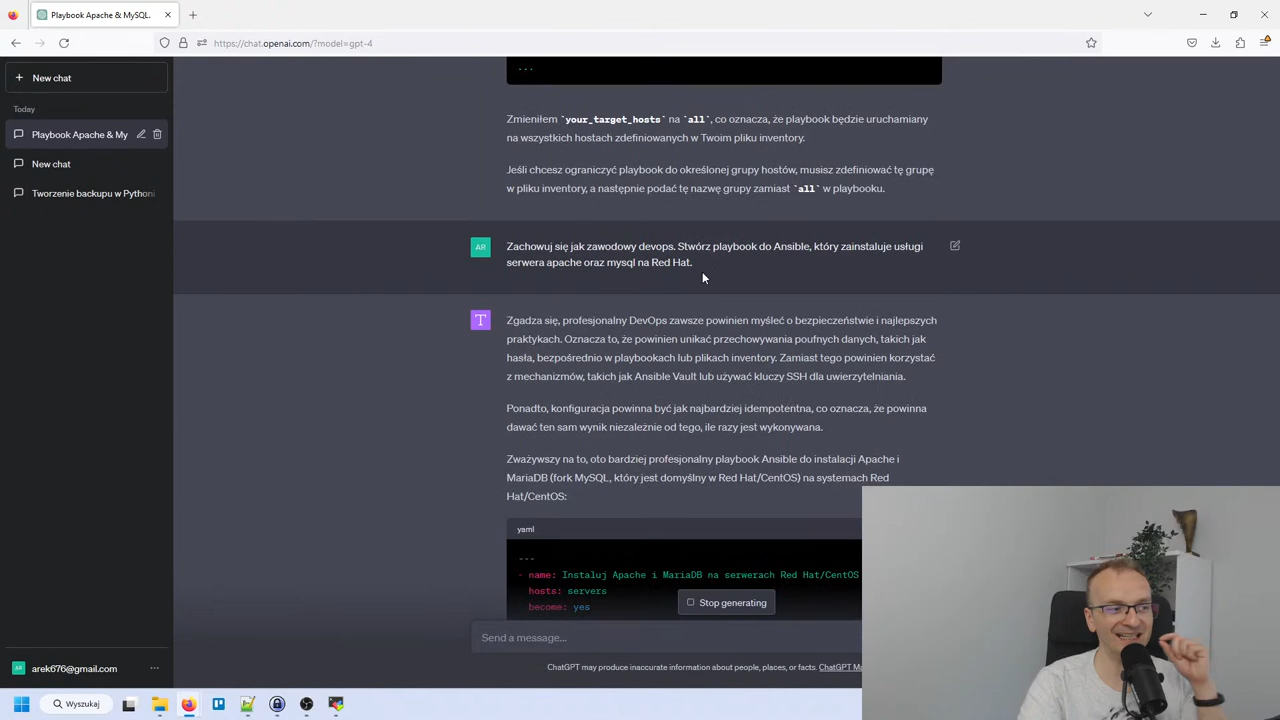 Playbook Apache & MySQL.
https://chat.openai.com/?model=gpt-4
New chat
Today
Playbook Apache & My
New chat
Tworzenie backupu w Pythoni
arek676@gmail.com
...
Zmieniłem `your_target_hosts` na `all`, co oznacza, że playbook będzie uruchamiany
na wszystkich hostach zdefiniowanych w Twoim pliku inventory.
Jeśli chcesz ograniczyć playbook do określonej grupy hostów, musisz zdefiniować tę grupę
w pliku inventory, a następnie podać tę nazwę grupy zamiast `all` w playbooku.
AR
Zachowuj się jak zawodowy devops. Stwórz playbook do Ansible, który zainstaluje usługi
serwera apache oraz mysql na Red Hat.
T
Zgadza się, profesjonalny DevOps zawsze powinien myśleć o bezpieczeństwie i najlepszych
praktykach. Oznacza to, że powinien unikać przechowywania poufnych danych, takich jak
hasła, bezpośrednio w playbookach lub plikach inventory. Zamiast tego powinien korzystać
z mechanizmów, takich jak Ansible Vault lub używać kluczy SSH dla uwierzytelniania.
Ponadto, konfiguracja powinna być jak najbardziej idempotentna, co oznacza, że powinna
dawać ten sam wynik niezależnie od tego, ile razy jest wykonywana.
Zważywszy na to, oto bardziej profesjonalny playbook Ansible do instalacji Apache i
MariaDB (fork MySQL, który jest domyślny w Red Hat/CentOS) na systemach Red
Hat/CentOS:
yaml
---
- name: Instaluj Apache i MariaDB na serwerach Red Hat/CentOS
hosts: servers
become: yes
Stop generating
Send a message...
ChatGPT may produce inaccurate information about people, places, or facts. ChatGPT Ma
AR
...
Wyszukaj